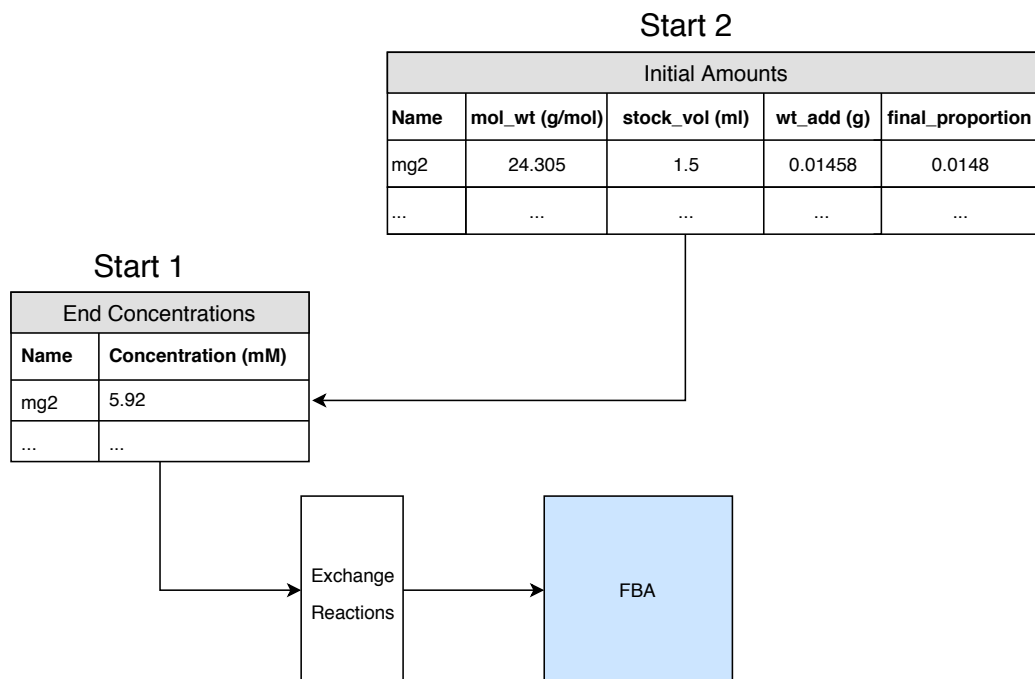 Start 2
Initial Amounts
Name mol_wt (g/mol) stock_vol (ml) wt_add (g) final_proportion
mg2 24.305 1.5 0.01458 0.0148
... ... ... ... ...
Start 1
End Concentrations
Name Concentration (mM)
mg2 5.92
... ...
Exchange
Reactions
FBA